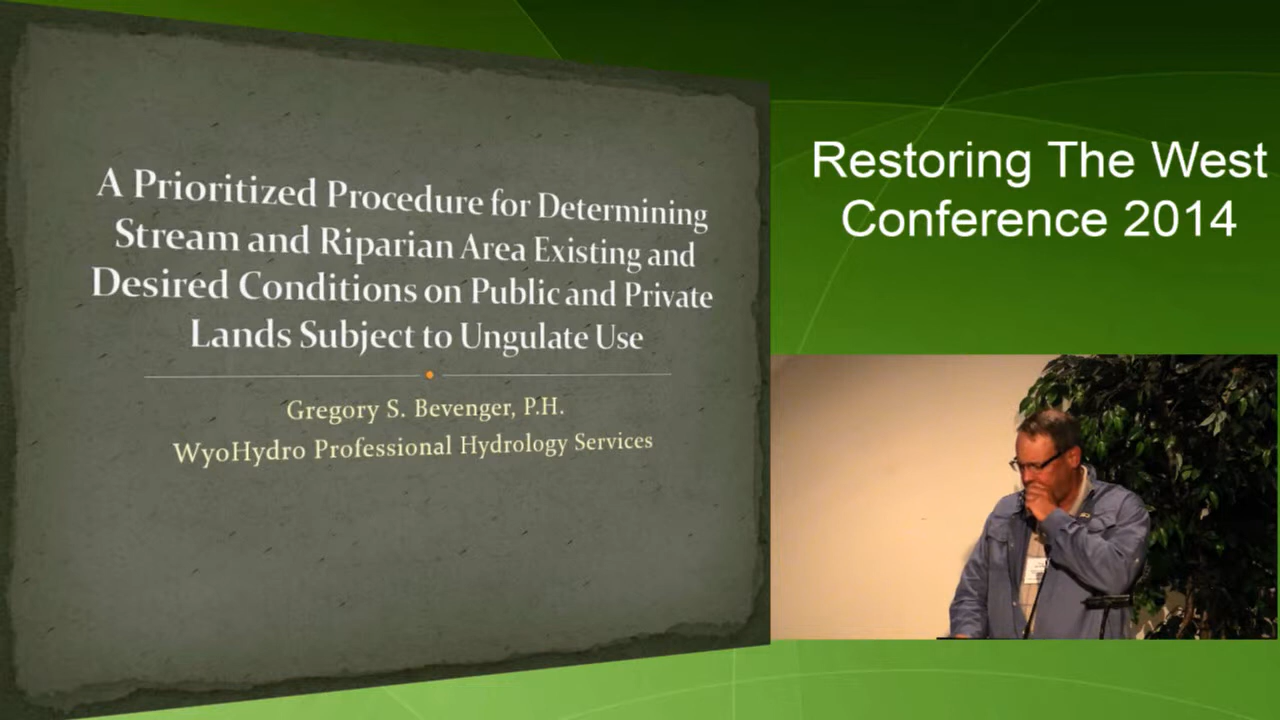 A Prioritized Procedure for Determining
Stream and Riparian Area Existing and
Desired Conditions on Public and Private
Lands Subject to Ungulate Use
Gregory S. Bevenger, P.H.
WyoHydro Professional Hydrology Services
Restoring The West
Conference 2014